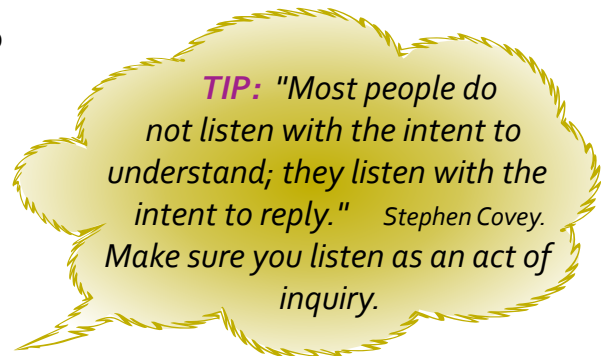 TIP: "Most people do
not listen with the intent to
understand; they listen with the
intent to reply." Stephen Covey.
Make sure you listen as an act of
inquiry.